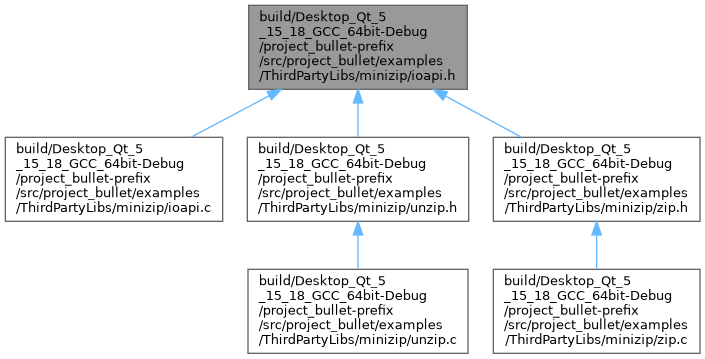 build/Desktop_Qt_5
_15_18_GCC_64bit-Debug
/project_bullet-prefix
/src/project_bullet/examples
/ThirdPartyLibs/minizip/ioapi.h
build/Desktop_Qt_5
_15_18_GCC_64bit-Debug
/project_bullet-prefix
/src/project_bullet/examples
/ThirdPartyLibs/minizip/ioapi.c
build/Desktop_Qt_5
_15_18_GCC_64bit-Debug
/project_bullet-prefix
/src/project_bullet/examples
/ThirdPartyLibs/minizip/unzip.h
build/Desktop_Qt_5
_15_18_GCC_64bit-Debug
/project_bullet-prefix
/src/project_bullet/examples
/ThirdPartyLibs/minizip/zip.h
build/Desktop_Qt_5
_15_18_GCC_64bit-Debug
/project_bullet-prefix
/src/project_bullet/examples
/ThirdPartyLibs/minizip/unzip.c
build/Desktop_Qt_5
_15_18_GCC_64bit-Debug
/project_bullet-prefix
/src/project_bullet/examples
/ThirdPartyLibs/minizip/zip.c